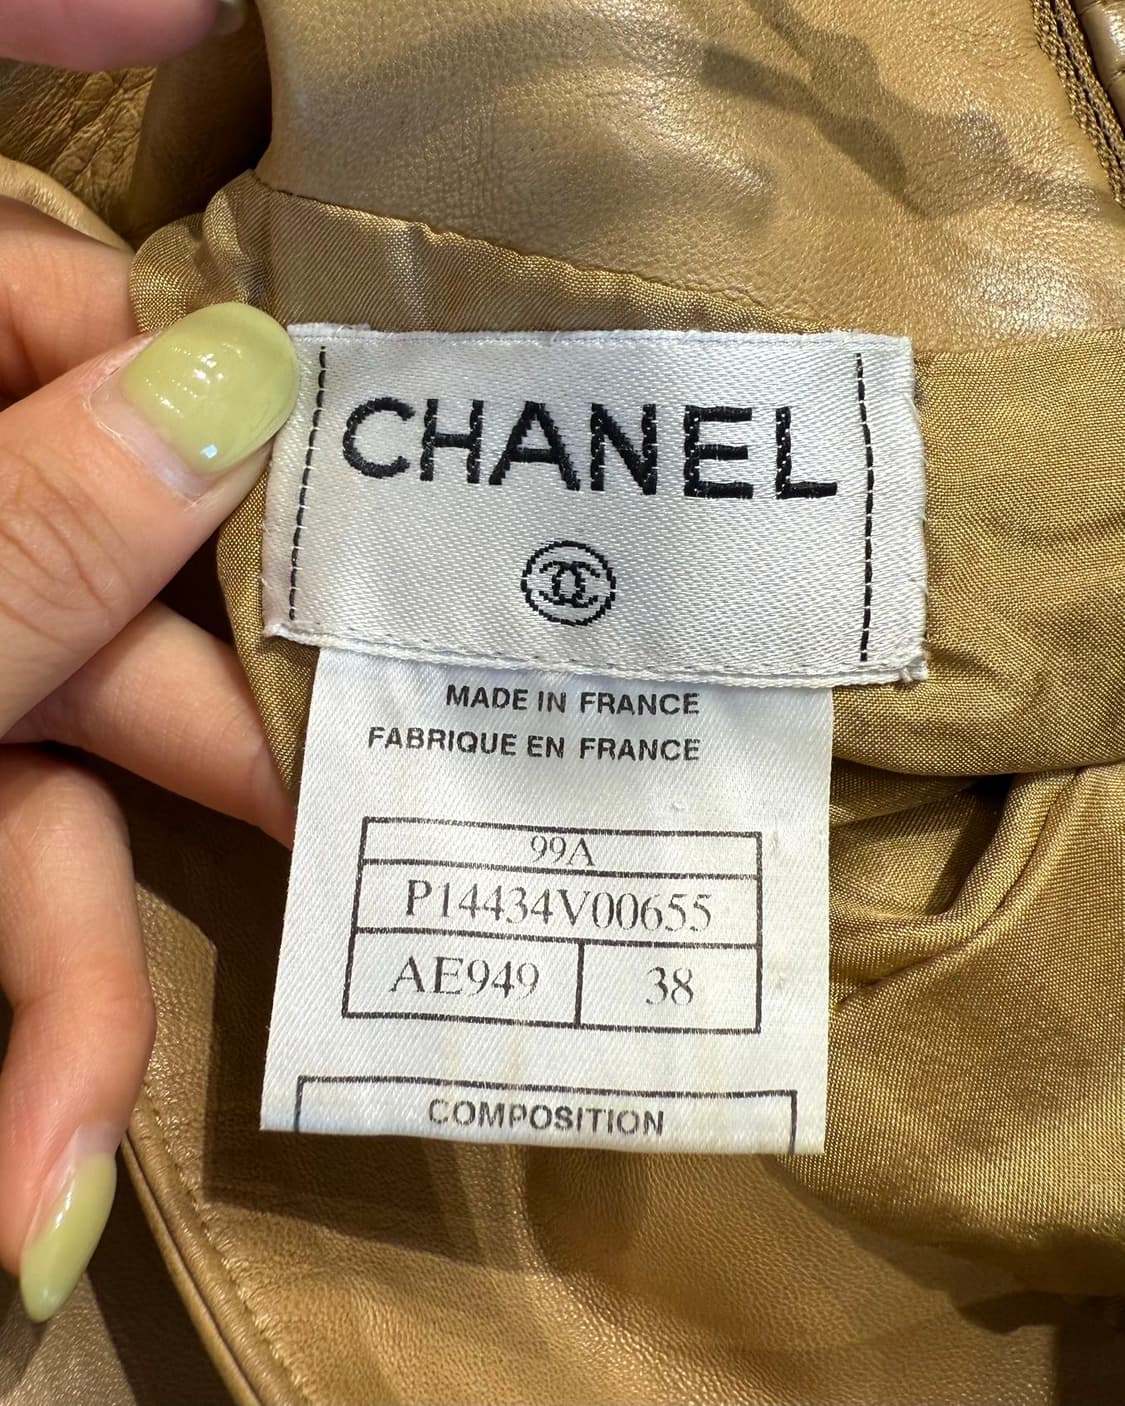 CHANEL
MADE IN FRANCE
FABRIQUE EN FRANCE
99A
P14434V00655
AE949 38
COMPOSITION